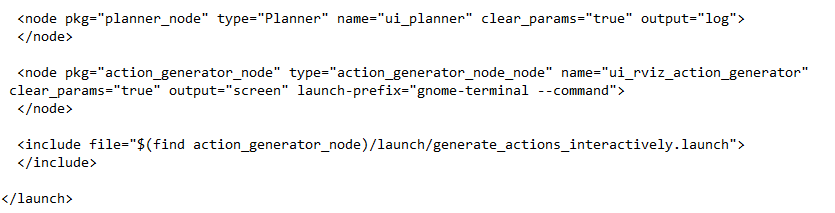 <node pkg="planner_node" type="Planner" name="ui_planner" clear_params="true" output="log">
</node>
<node pkg="action_generator_node" type="action_generator_node_node" name="ui_rviz_action_generator"
clear_params="true" output="screen" launch-prefix="gnome-terminal --command">
</node>
<include file="$(find action_generator_node)/launch/generate_actions_interactively.launch">
</include>
</launch>